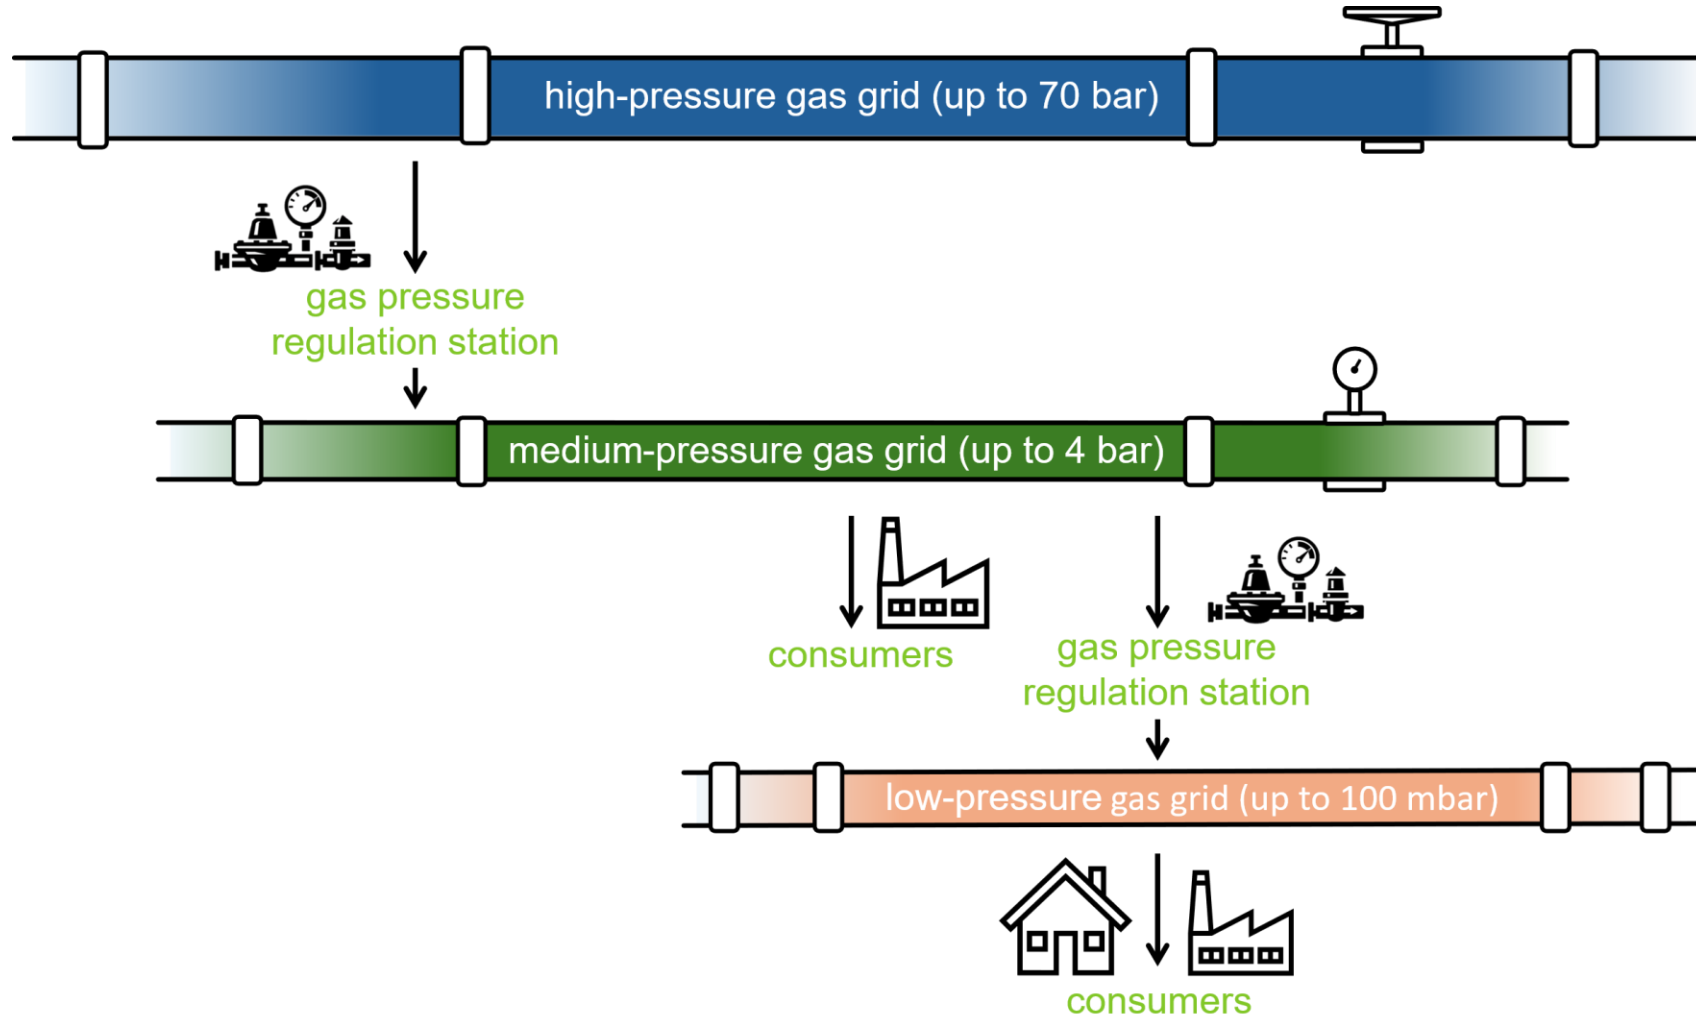 high-pressure gas grid (up to 70 bar)
gas pressure
regulation station
medium-pressure gas grid (up to 4 bar)
consumers
gas pressure
regulation station
low-pressure gas grid (up to 100 mbar)
consumers